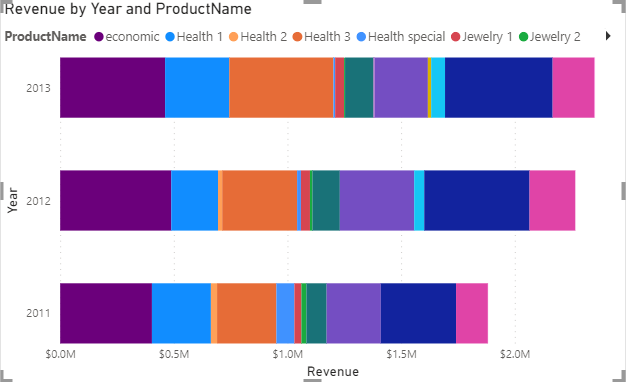 Revenue by Year and ProductName
ProductName economic Health 1 Health 2 Health 3 Health special Jewelry 1 Jewelry 2
2013
Year
2012
2011
$0.0M $0.5M $1.0M $1.5M $2.0M
Revenue